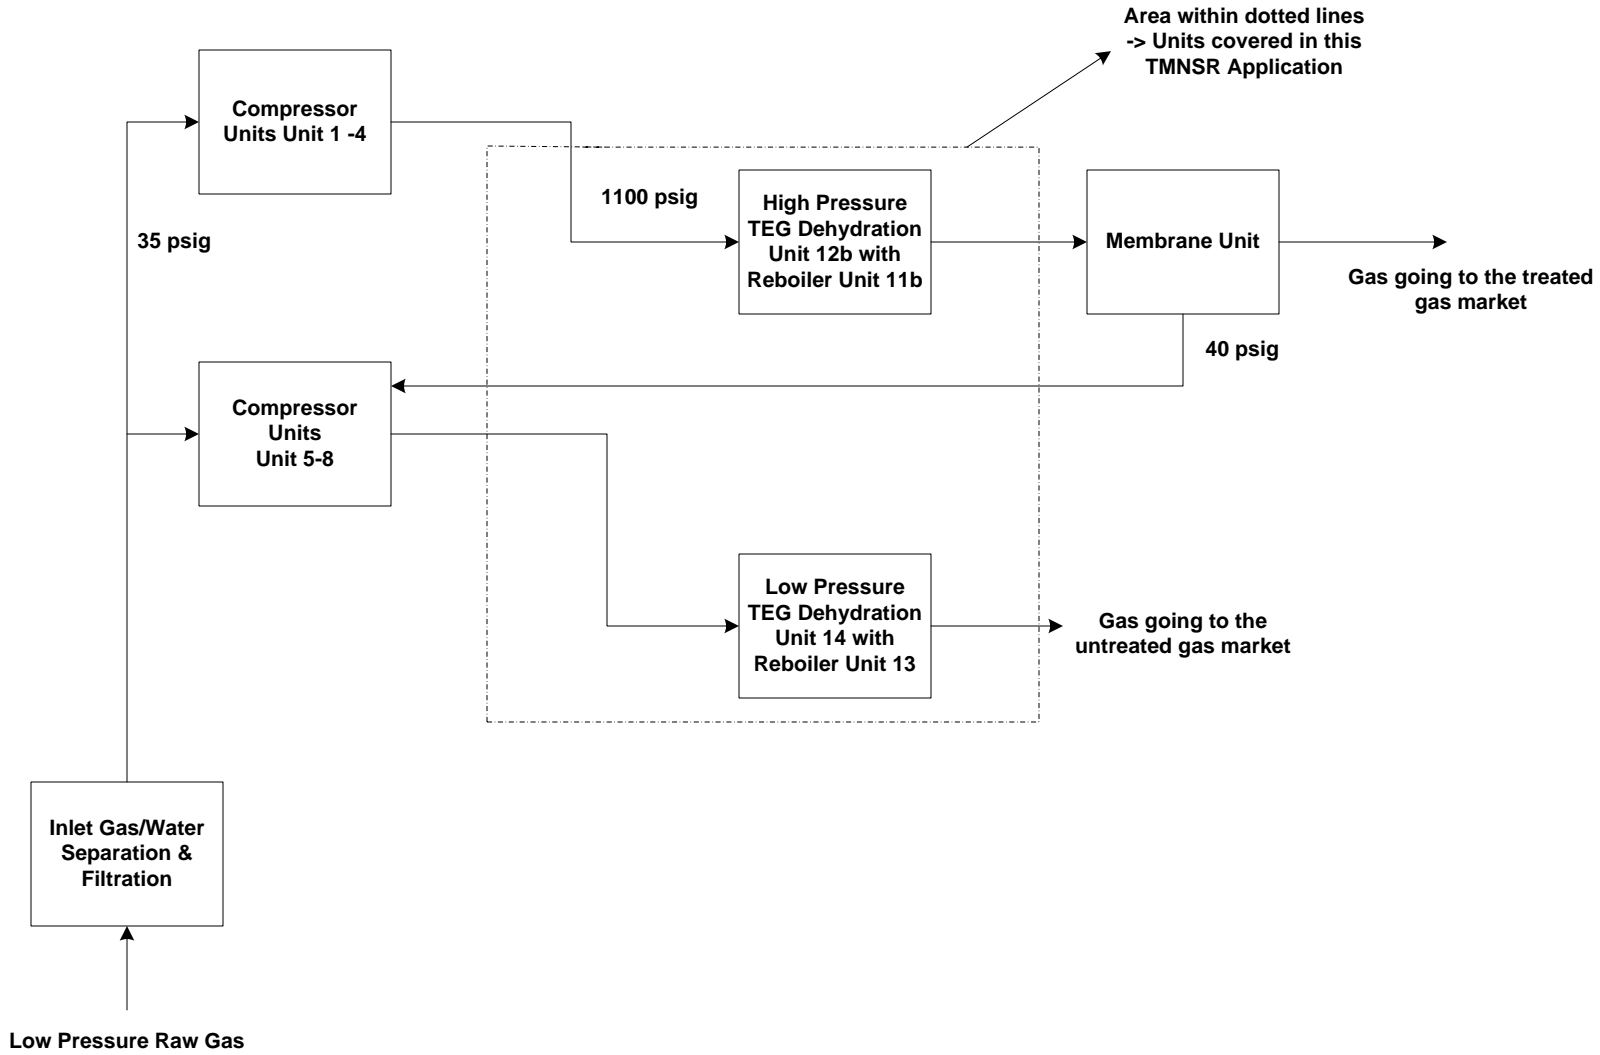 Area within dotted lines
-> Units covered in this
TMNSR Application
Compressor
Units Unit 1 -4
1100 psig
High Pressure
TEG Dehydration
Unit 12b with
Reboiler Unit 11b
Membrane Unit
35 psig
Gas going to the treated
gas market
40 psig
Compressor
Units
Unit 5-8
Low Pressure
TEG Dehydration
Unit 14 with
Reboiler Unit 13
Gas going to the
untreated gas market
Inlet Gas/Water
Separation &
Filtration
Low Pressure Raw Gas